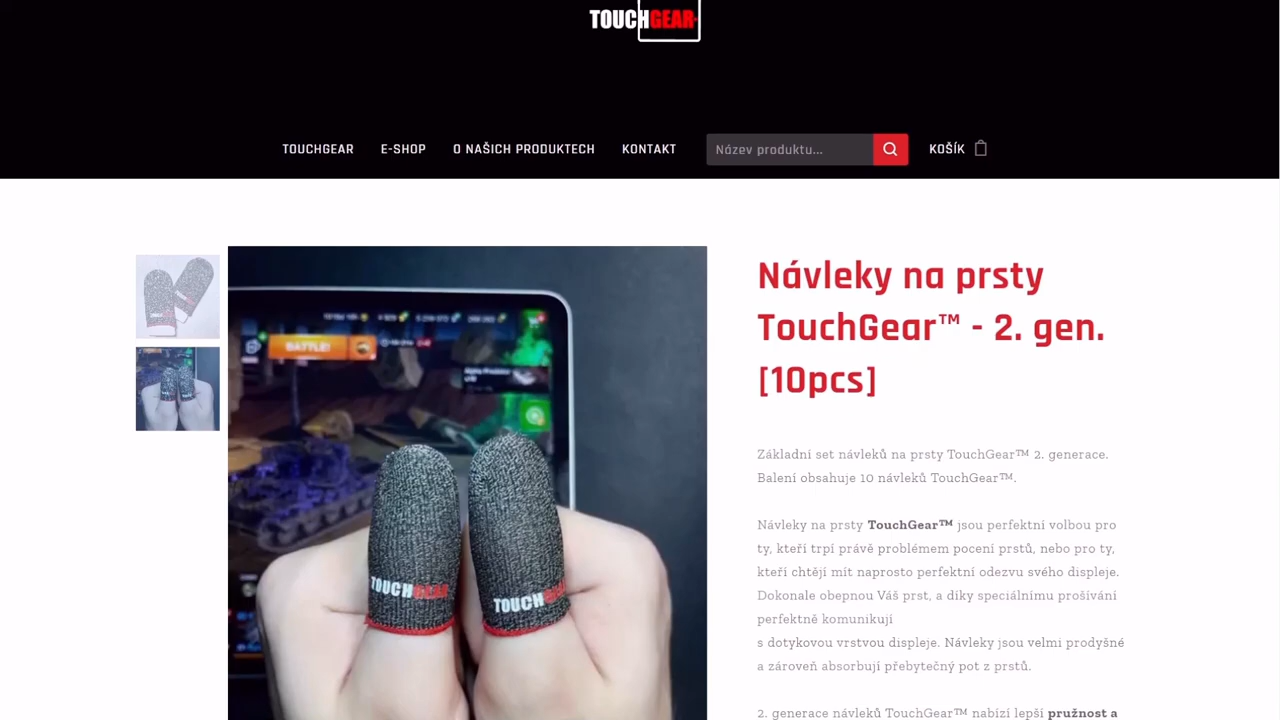 TOUCHGEAR
TOUCHGEAR
E-SHOP
O NAŠICH PRODUKTECH
KONTAKT
Název produktu...
KOŠÍK
Návleky na prsty
TouchGear™ - 2. gen.
[10pcs]
BATTLE!
TOUCHGEAR
TOUCHGEAR
Základní set návleků na prsty TouchGear™ 2. generace.
Balení obsahuje 10 návleků TouchGear™.
Návleky na prsty TouchGear™ jsou perfektní volbou pro
ty, kteří trpí právě problémem pocení prstů, nebo pro ty,
kteří chtějí mít naprosto perfektní odezvu svého displeje.
Dokonale obepnou Váš prst, a díky speciálnímu prošívání
perfektně komunikují
s dotykovou vrstvou displeje. Návleky jsou velmi prodyšné
a zároveň absorbují přebytečný pot z prstů.
2. generace návleků TouchGear™ nabízí lepší pružnost a